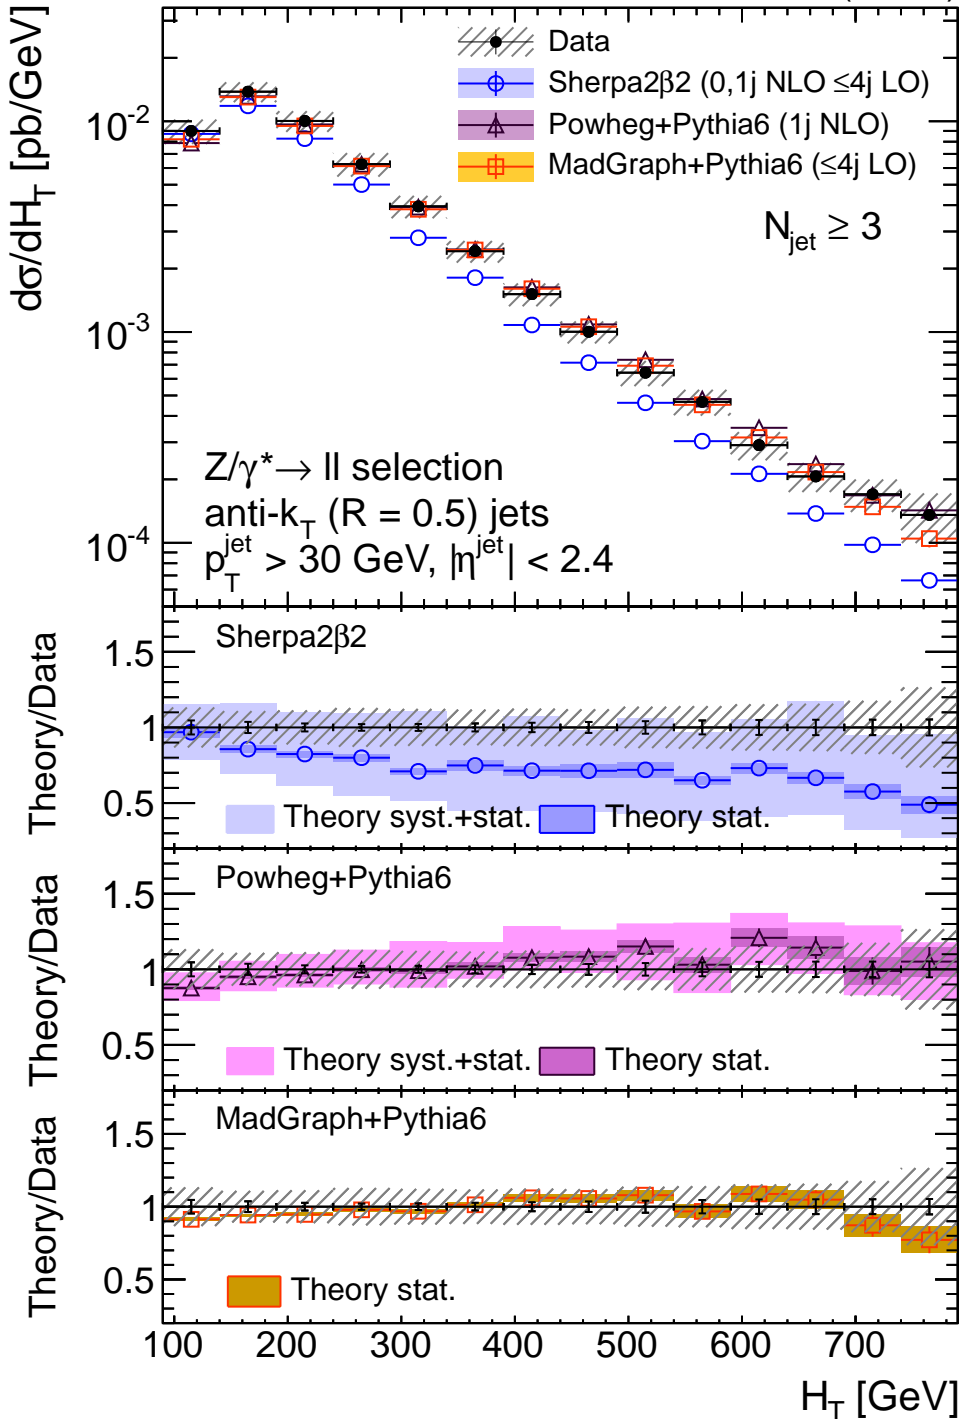 dσ/dH_T [pb/GeV]
Data
Sherpa2β2 (0,1j NLO ≤4j LO)
Powheg+Pythia6 (1j NLO)
MadGraph+Pythia6 (≤4j LO)
N_jet ≥ 3
10^-2
10^-3
10^-4
Z/γ*→ ll selection
anti-k_T (R = 0.5) jets
p_T^jet > 30 GeV, |η^jet| < 2.4
Theory/Data
Sherpa2β2
1.5
1
0.5
Theory syst.+stat.
Theory stat.
Theory/Data
Powheg+Pythia6
1.5
1
0.5
Theory syst.+stat.
Theory stat.
Theory/Data
MadGraph+Pythia6
1.5
1
0.5
Theory stat.
100 200 300 400 500 600 700
H_T [GeV]